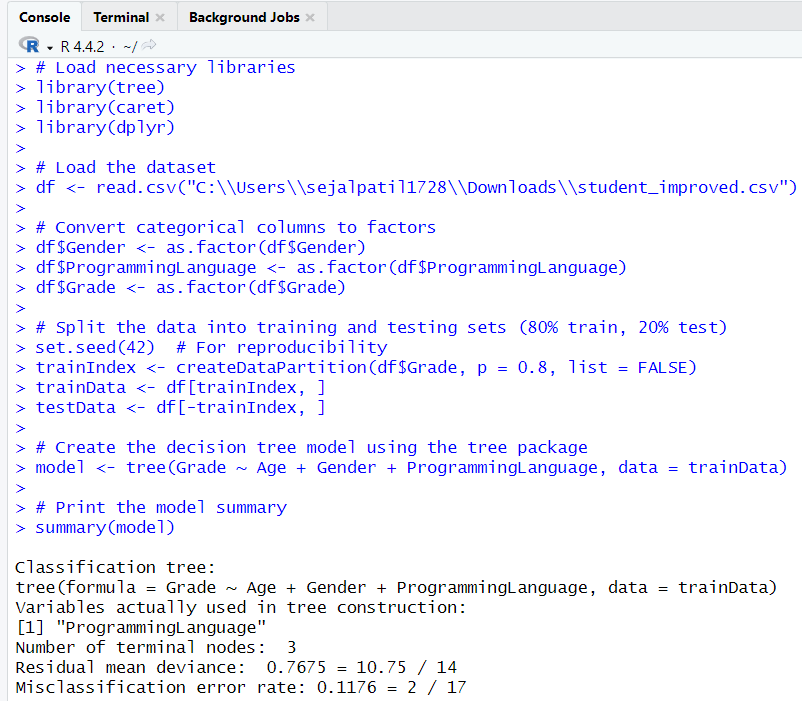 Console Terminal Background Jobs
R R 4.4.2 · ~/
> # Load necessary libraries
> library(tree)
> library(caret)
> library(dplyr)
>
> # Load the dataset
> df <- read.csv("C:\\Users\\sejalpatil1728\\Downloads\\student_improved.csv")
>
> # Convert categorical columns to factors
> df$Gender <- as.factor(df$Gender)
> df$ProgrammingLanguage <- as.factor(df$ProgrammingLanguage)
> df$Grade <- as.factor(df$Grade)
>
> # Split the data into training and testing sets (80% train, 20% test)
> set.seed(42)  # For reproducibility
> trainIndex <- createDataPartition(df$Grade, p = 0.8, list = FALSE)
> trainData <- df[trainIndex, ]
> testData <- df[-trainIndex, ]
>
> # Create the decision tree model using the tree package
> model <- tree(Grade ~ Age + Gender + ProgrammingLanguage, data = trainData)
>
> # Print the model summary
> summary(model)

Classification tree:
tree(formula = Grade ~ Age + Gender + ProgrammingLanguage, data = trainData)
Variables actually used in tree construction:
[1] "ProgrammingLanguage"
Number of terminal nodes:  3
Residual mean deviance:  0.7675 = 10.75 / 14
Misclassification error rate: 0.1176 = 2 / 17